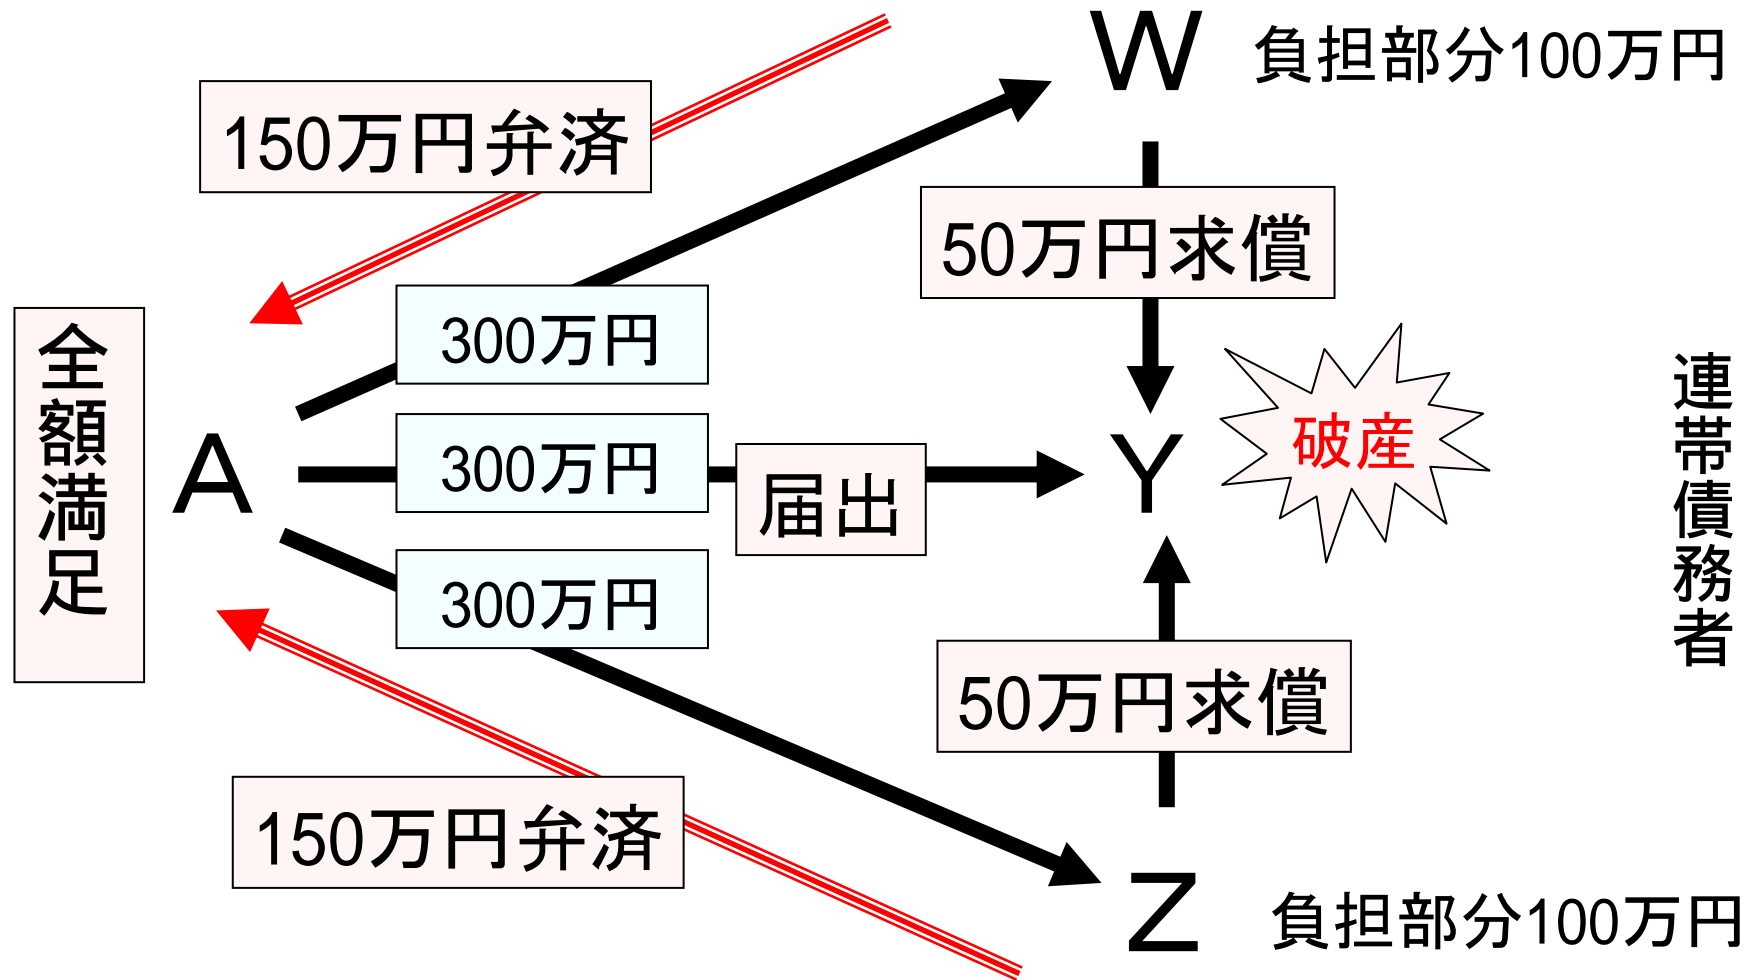 W 負担部分100万円
150万円弁済
50万円求償
300万円
全額満足
A
300万円
届出
Y
破産
連帯債務者
300万円
50万円求償
150万円弁済
Z 負担部分100万円